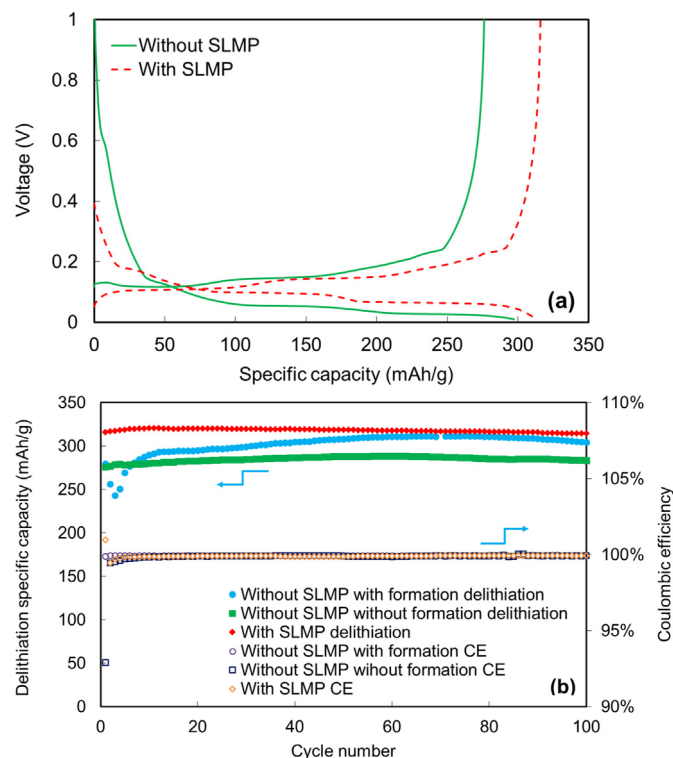 1
Without SLMP
With SLMP
0.8
0.6
0.4
0.2
0
(a)
0 50 100 150 200 250 300 350
Voltage (V)
Specific capacity (mAh/g)
350 110%
300
250 105%
200
150 100%
100
50 95%
0 90%
Without SLMP with formation delithiation
Without SLMP without formation delithiation
With SLMP delithiation
Without SLMP with formation CE
Without SLMP wihout formation CE
With SLMP CE
(b)
0 20 40 60 80 100
Delithiation specific capacity (mAh/g)
Coulombic efficiency
Cycle number